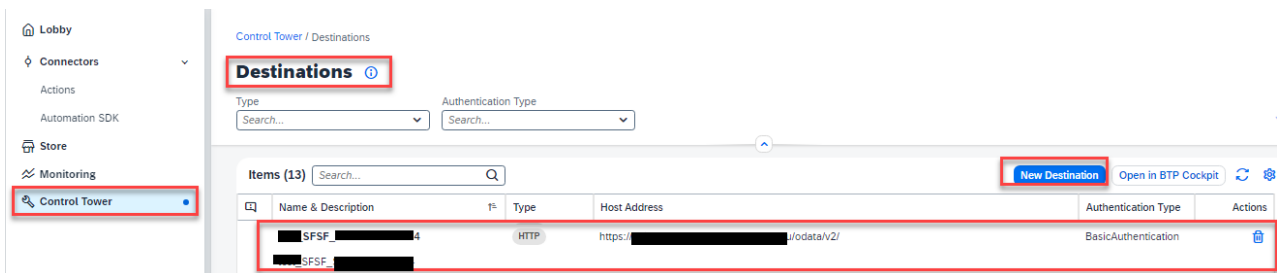 Lobby
Connectors
Actions
Automation SDK
Store
Monitoring
Control Tower
Control Tower / Destinations
Destinations
Type
Authentication Type
Search...
Search...
Items (13)
Search...
New Destination
Open in BTP Cockpit
Name & Description
Type
Host Address
Authentication Type
Actions
_SFSF_ 4
HTTP
https:/ /odata/v2/
BasicAuthentication
_SFSF_